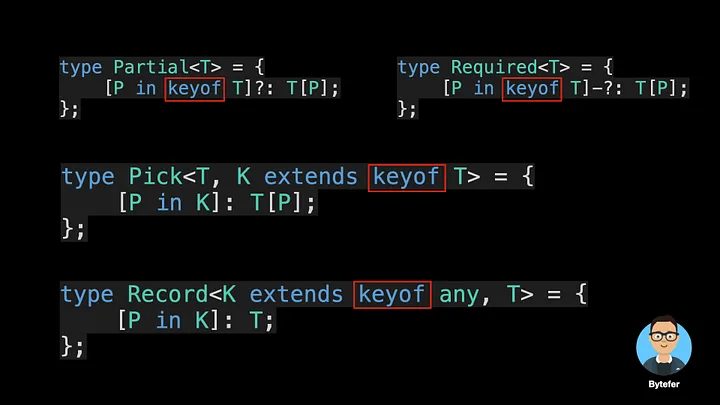 type Partial<T> = {
    [P in keyof T]?: T[P];
};
type Required<T> = {
    [P in keyof T]-?: T[P];
};
type Pick<T, K extends keyof T> = {
    [P in K]: T[P];
};
type Record<K extends keyof any, T> = {
    [P in K]: T;
};
Bytefer